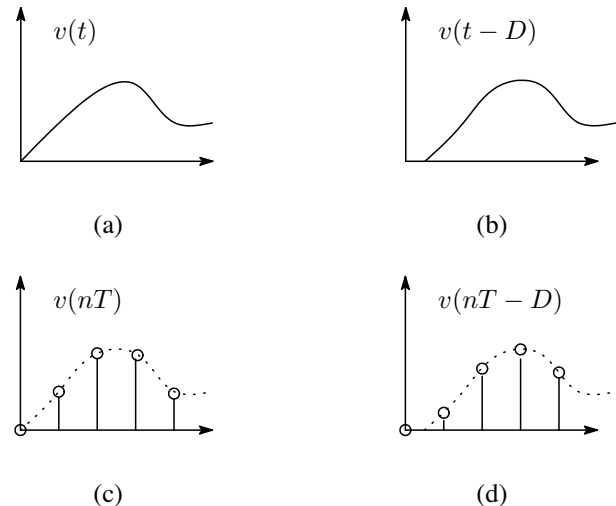 v(t)
v(t − D)
(a)
(b)
v(nT)
v(nT − D)
(c)
(d)